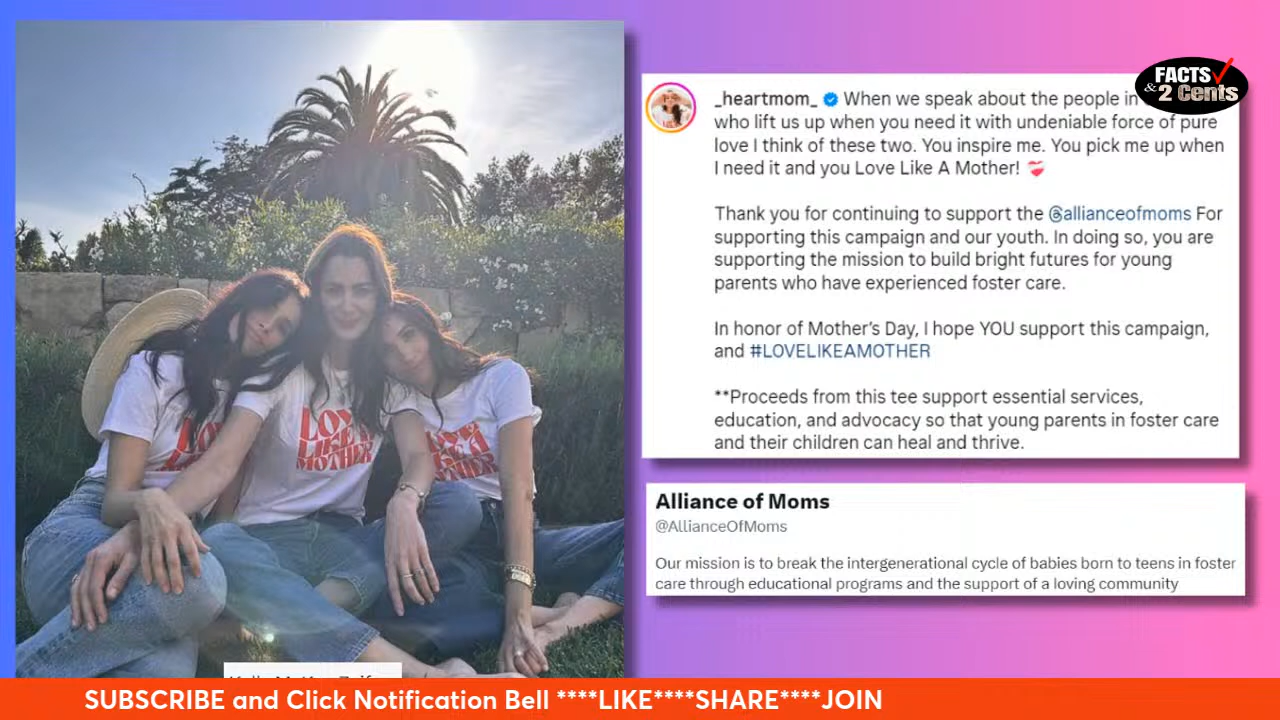 FACTS
& 2 Cents
_heartmom_ When we speak about the people in
who lift us up when you need it with undeniable force of pure
love I think of these two. You inspire me. You pick me up when
I need it and you Love Like A Mother!
Thank you for continuing to support the @allianceofmoms For
supporting this campaign and our youth. In doing so, you are
supporting the mission to build bright futures for young
parents who have experienced foster care.
In honor of Mother's Day, I hope YOU support this campaign,
and #LOVELIKEAMOTHER
**Proceeds from this tee support essential services,
education, and advocacy so that young parents in foster care
and their children can heal and thrive.
Alliance of Moms
@AllianceOfMoms
Our mission is to break the intergenerational cycle of babies born to teens in foster
care through educational programs and the support of a loving community
LOVE
LIKE A
MOTHER
SUBSCRIBE and Click Notification Bell ****LIKE****SHARE****JOIN